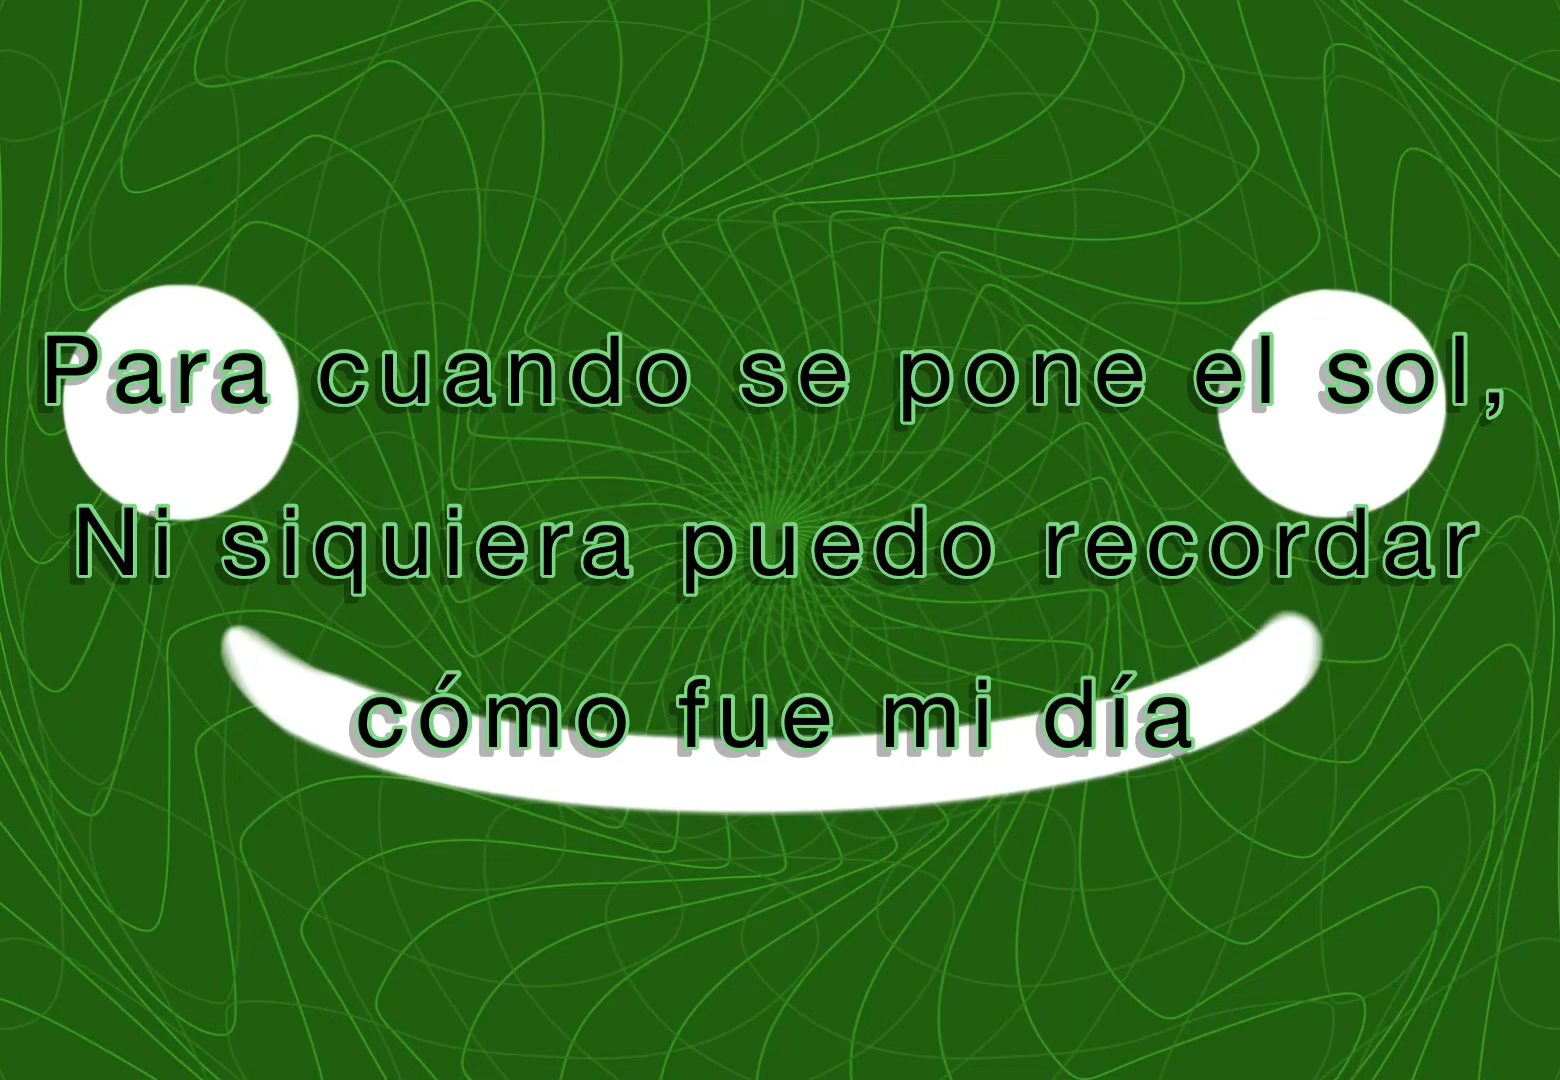 Para cuando se pone el sol,
Ni siquiera puedo recordar
cómo fue mi día